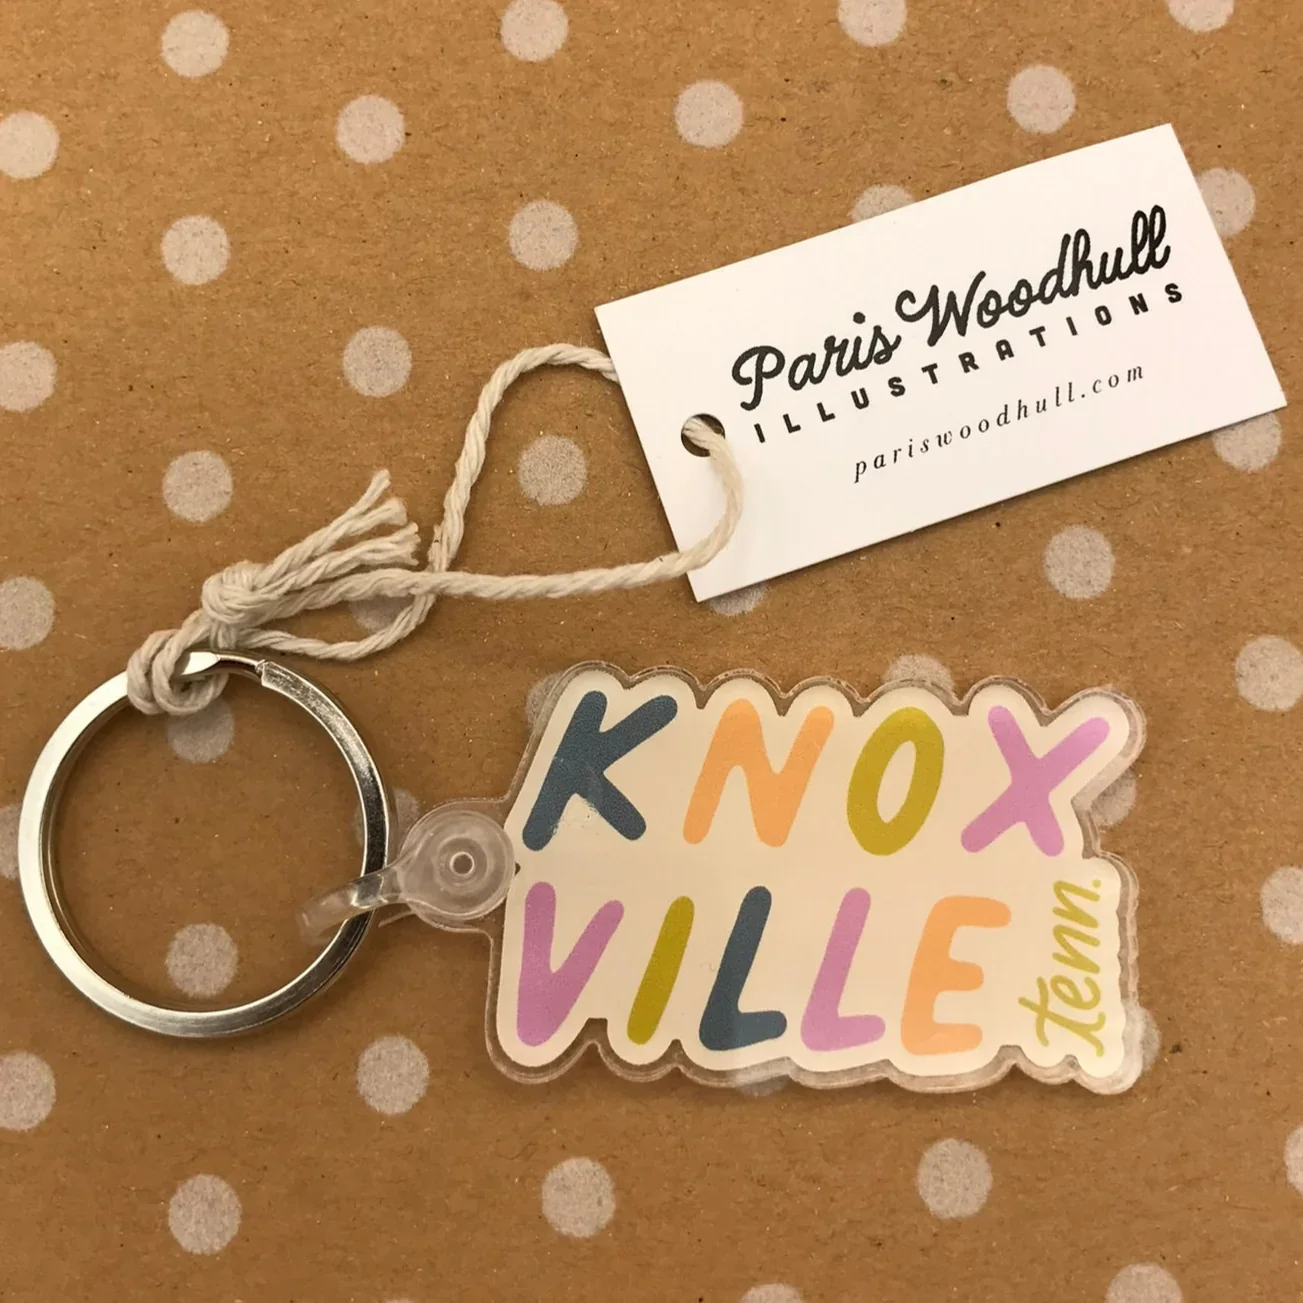 Paris Woodhull
ILLUSTRATIONS
pariswoodhull.com
KNOX
VILLE
tenn.